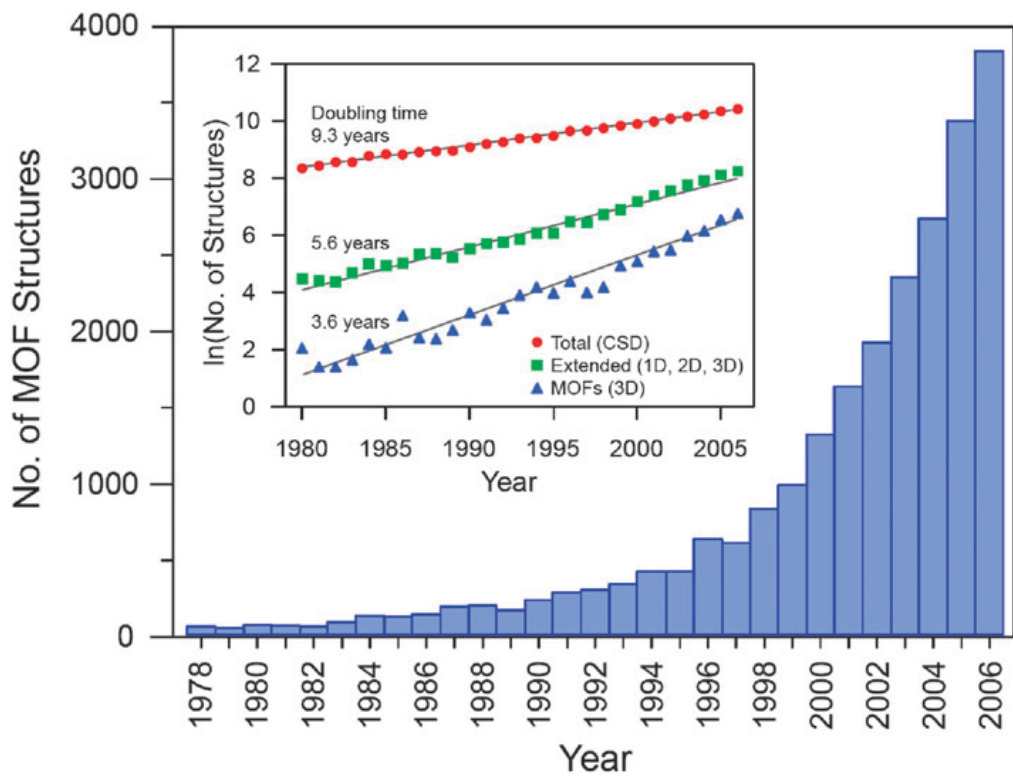 No. of MOF Structures
4000
3000
2000
1000
0
ln(No. of Structures)
12
10
8
6
4
2
0
Doubling time
9.3 years
5.6 years
3.6 years
Total (CSD)
Extended (1D, 2D, 3D)
MOFs (3D)
1980 1985 1990 1995 2000 2005
Year
1978 1980 1982 1984 1986 1988 1990 1992 1994 1996 1998 2000 2002 2004 2006
Year